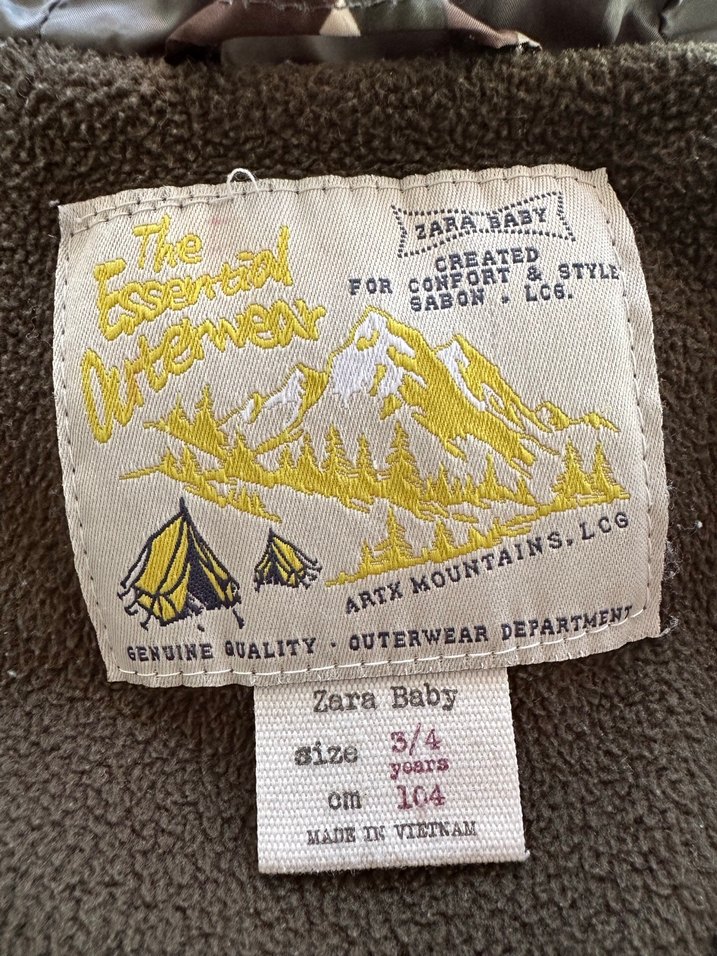 The
Essential
Outerwear
ZARA BABY
CREATED
FOR CONFORT & STYLE
SABON - LCG.
ARTX MOUNTAINS, LCG
GENUINE QUALITY · OUTERWEAR DEPARTMENT
Zara Baby
size 3/4
years
cm 104
MADE IN VIETNAM